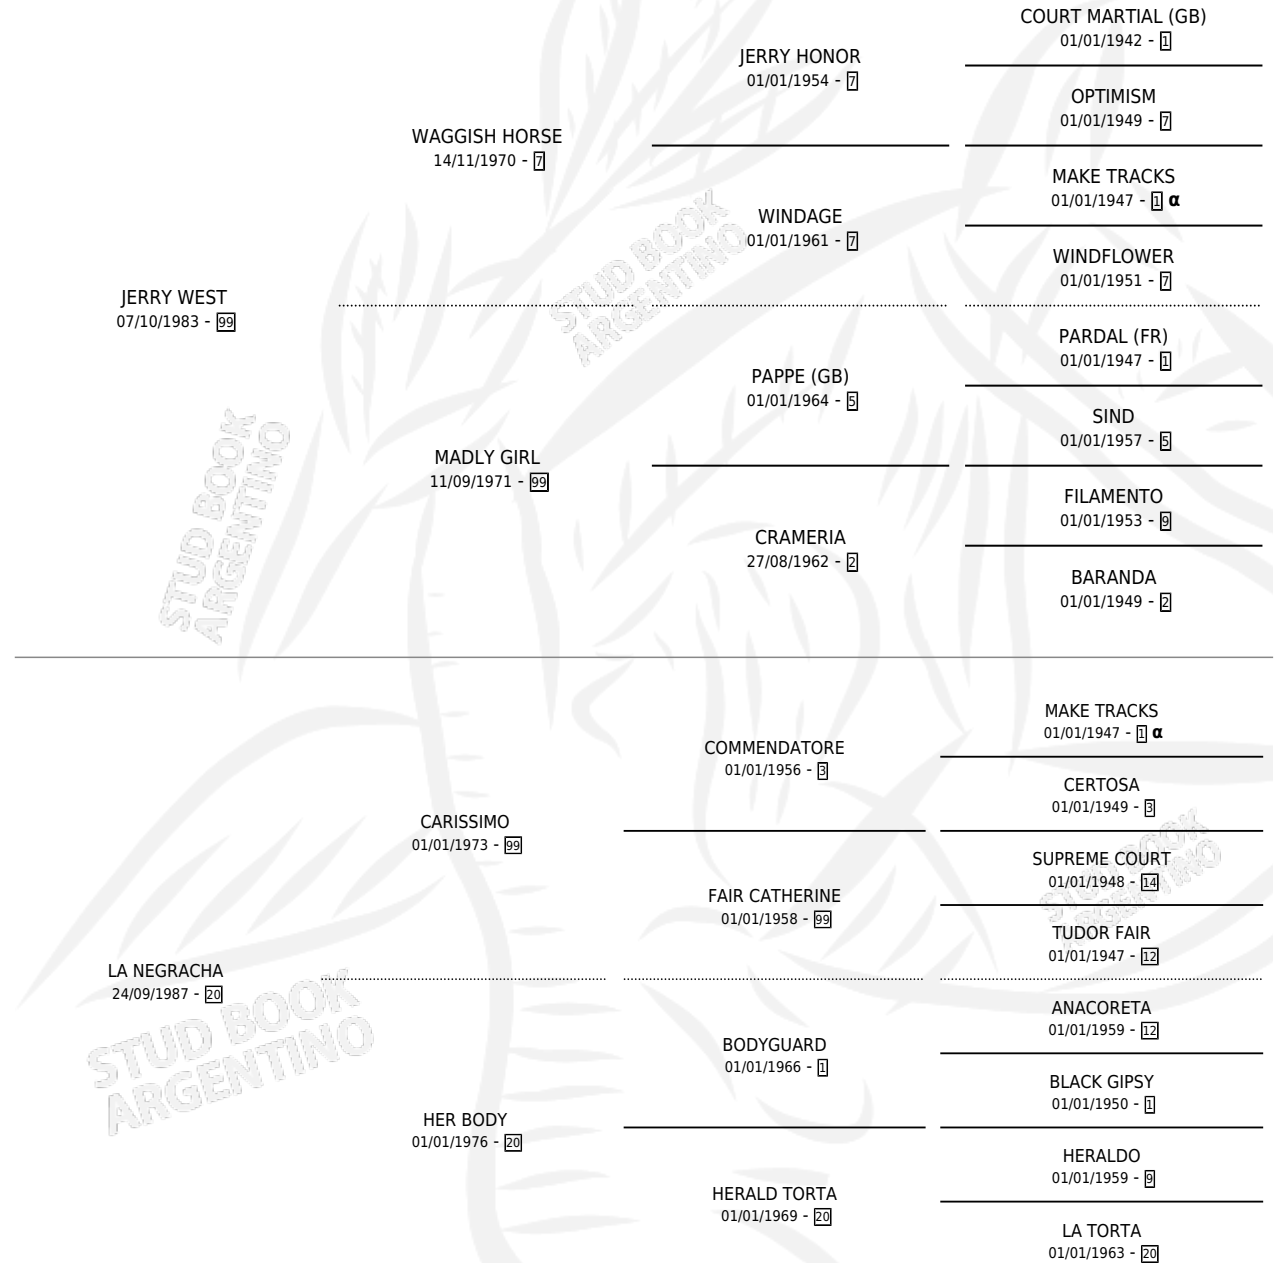 COURT MARTIAL (GB)
01/01/1942 - 1
JERRY HONOR
01/01/1954 - 7
OPTIMISM
01/01/1949 - 7
WAGGISH HORSE
14/11/1970 - 7
MAKE TRACKS
01/01/1947 - 1 α
WINDAGE
01/01/1961 - 7
WINDFLOWER
01/01/1951 - 7
STUD BOOK
ARGENTINO
JERRY WEST
07/10/1983 - 99
PARDAL (FR)
01/01/1947 - 1
PAPPE (GB)
01/01/1964 - 5
SIND
01/01/1957 - 5
MADLY GIRL
11/09/1971 - 99
FILAMENTO
01/01/1953 - 9
CRAMERIA
27/08/1962 - 2
BARANDA
01/01/1949 - 2
STUD BOOK
ARGENTINO
MAKE TRACKS
01/01/1947 - 1 α
COMMENDATORE
01/01/1956 - 3
CERTOSA
01/01/1949 - 3
CARISSIMO
01/01/1973 - 99
SUPREME COURT
01/01/1948 - 14
FAIR CATHERINE
01/01/1958 - 99
TUDOR FAIR
01/01/1947 - 12
STUD BOOK
ARGENTINO
LA NEGRACHA
24/09/1987 - 20
ANACORETA
01/01/1959 - 12
BODYGUARD
01/01/1966 - 1
BLACK GIPSY
01/01/1950 - 1
STUD BOOK
ARGENTINO
HER BODY
01/01/1976 - 20
HERALDO
01/01/1959 - 9
HERALD TORTA
01/01/1969 - 20
LA TORTA
01/01/1963 - 20